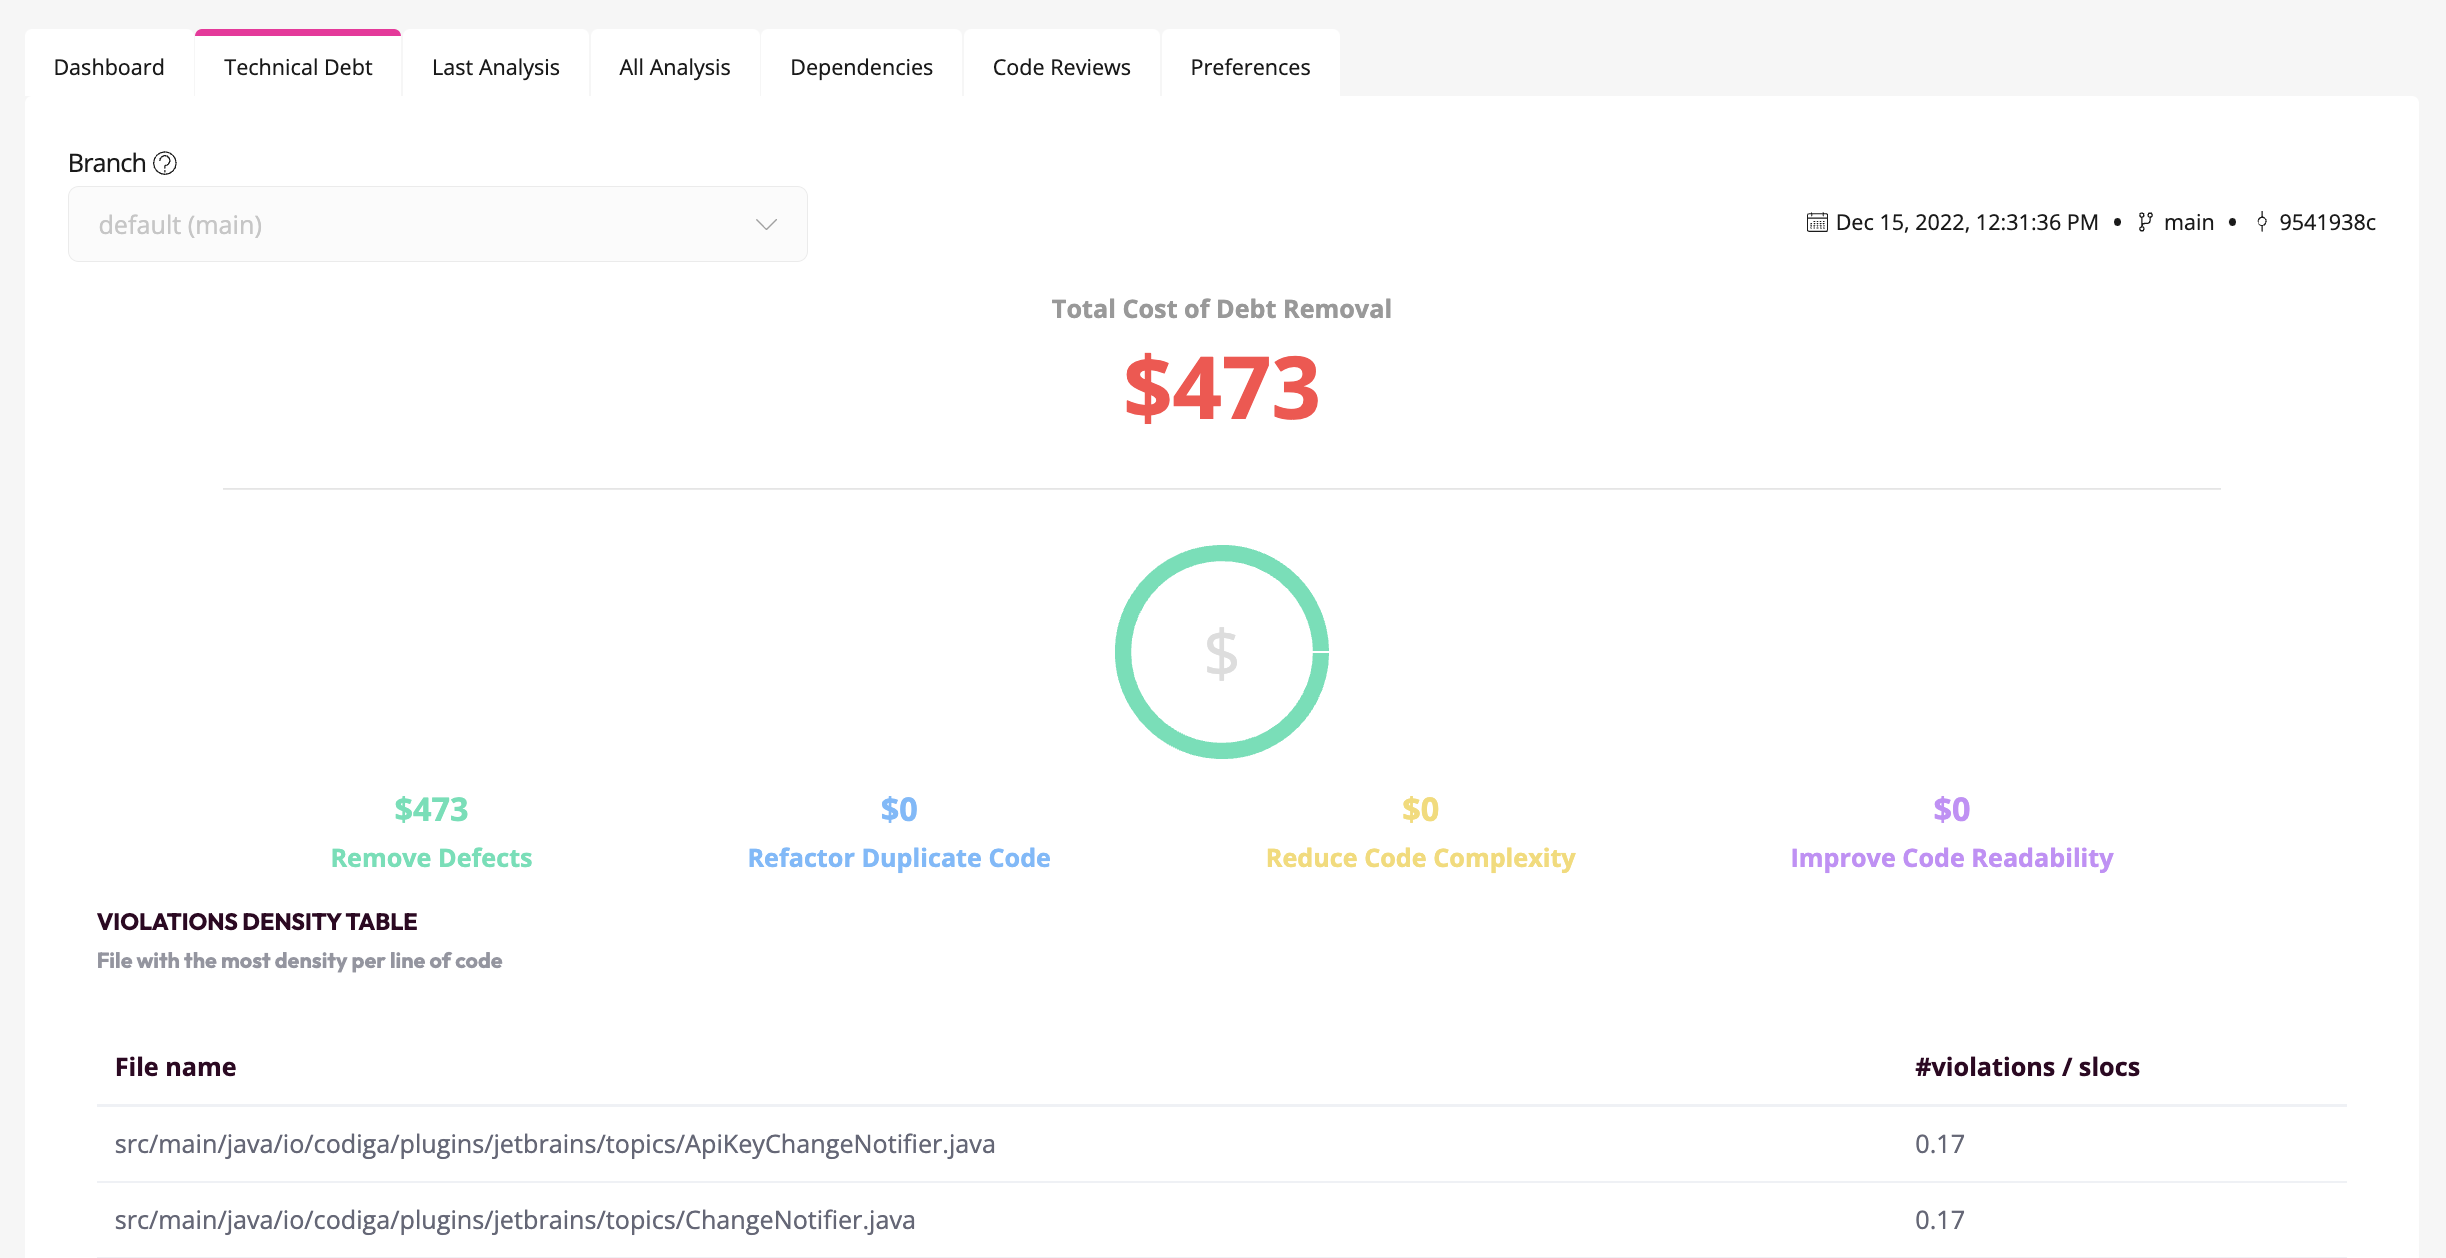 Dashboard Technical Debt Last Analysis All Analysis Dependencies Code Reviews Preferences
Branch
default (main)
Dec 15, 2022, 12:31:36 PM • main • 9541938c
Total Cost of Debt Removal
$473
$
$473 $0 $0 $0
Remove Defects Refactor Duplicate Code Reduce Code Complexity Improve Code Readability
VIOLATIONS DENSITY TABLE
File with the most density per line of code
File name #violations / slocs
src/main/java/io/codiga/plugins/jetbrains/topics/ApiKeyChangeNotifier.java 0.17
src/main/java/io/codiga/plugins/jetbrains/topics/ChangeNotifier.java 0.17